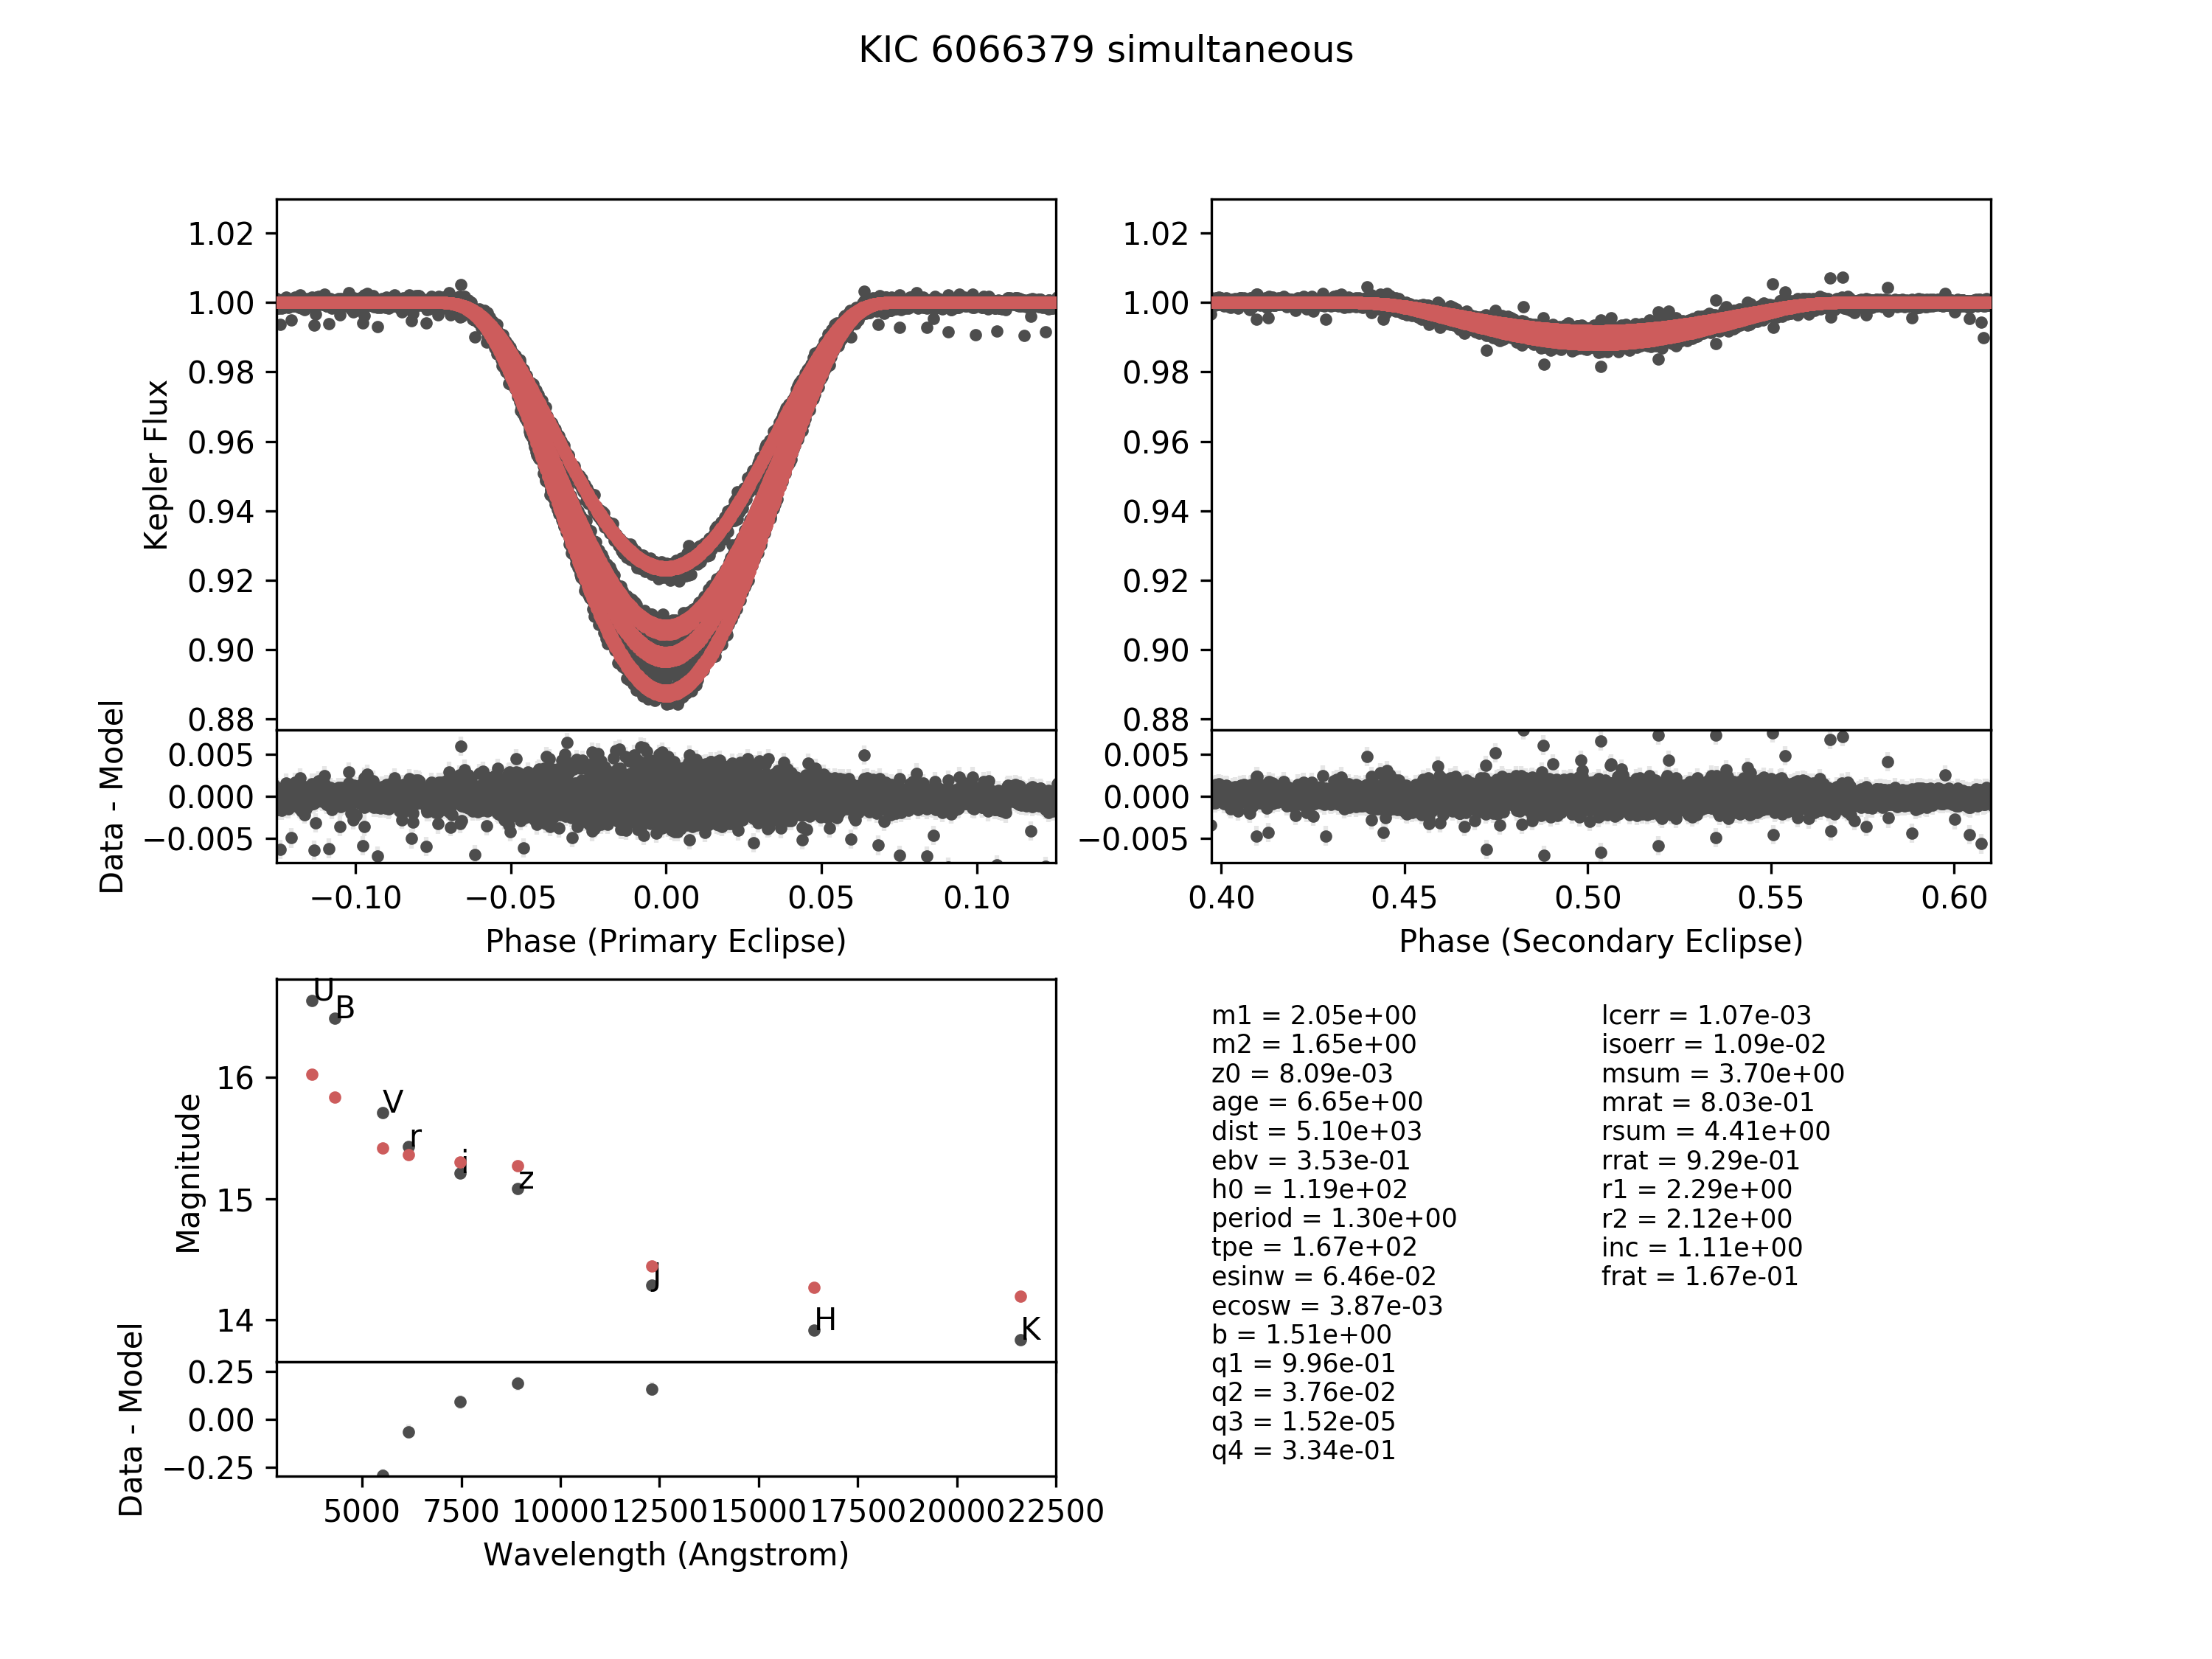 KIC 6066379 simultaneous
1.02
1.00
0.98
0.96
0.94
0.92
0.90
0.88
Kepler Flux
0.005
0.000
−0.005
Data - Model
−0.10 −0.05 0.00 0.05 0.10
Phase (Primary Eclipse)
1.02
1.00
0.98
0.96
0.94
0.92
0.90
0.88
0.005
0.000
−0.005
0.40 0.45 0.50 0.55 0.60
Phase (Secondary Eclipse)
U
B
V
r
i
z
J
H
K
16
15
14
Magnitude
0.25
0.00
−0.25
Data - Model
5000 7500 10000 12500 15000 17500 20000 22500
Wavelength (Angstrom)
m1 = 2.05e+00
m2 = 1.65e+00
z0 = 8.09e-03
age = 6.65e+00
dist = 5.10e+03
ebv = 3.53e-01
h0 = 1.19e+02
period = 1.30e+00
tpe = 1.67e+02
esinw = 6.46e-02
ecosw = 3.87e-03
b = 1.51e+00
q1 = 9.96e-01
q2 = 3.76e-02
q3 = 1.52e-05
q4 = 3.34e-01
lcerr = 1.07e-03
isoerr = 1.09e-02
msum = 3.70e+00
mrat = 8.03e-01
rsum = 4.41e+00
rrat = 9.29e-01
r1 = 2.29e+00
r2 = 2.12e+00
inc = 1.11e+00
frat = 1.67e-01